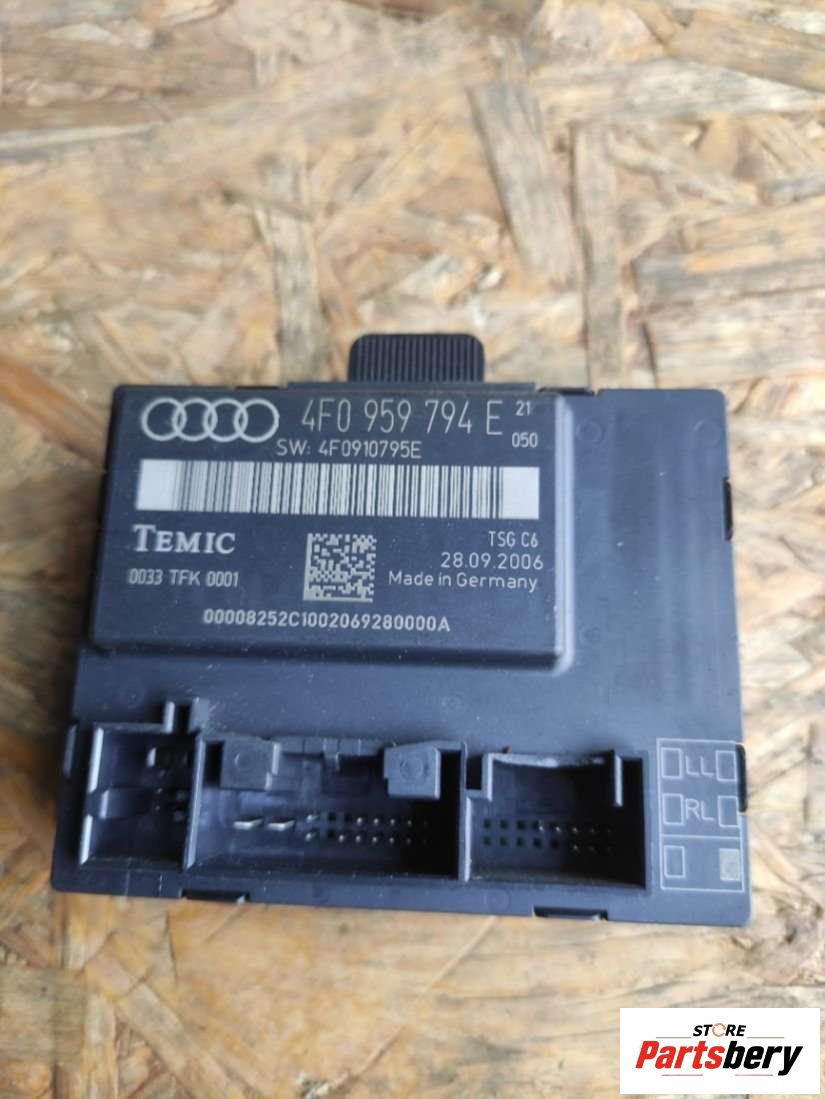 4F0 959 794 E 21
050
SW: 4F0910795E
TEMIC
TSG C6
28.09.2006
0033 TFK 0001
Made in Germany
00008252C1002069280000A
LL
RL
STORE
Partsbery